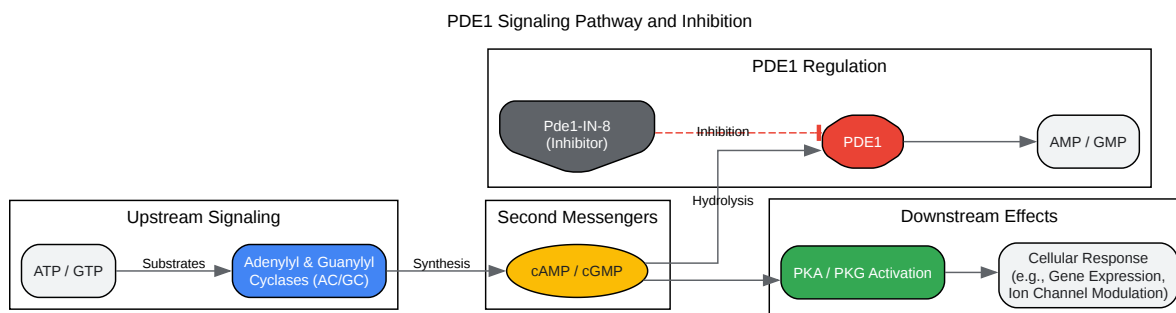 PDE1 Signaling Pathway and Inhibition
PDE1 Regulation
Pde1-IN-8
(Inhibitor)
Inhibition
PDE1
AMP / GMP
Hydrolysis
Upstream Signaling
ATP / GTP
Substrates
Adenylyl & Guanylyl
Cyclases (AC/GC)
Synthesis
Second Messengers
cAMP / cGMP
Downstream Effects
PKA / PKG Activation
Cellular Response
(e.g., Gene Expression,
Ion Channel Modulation)